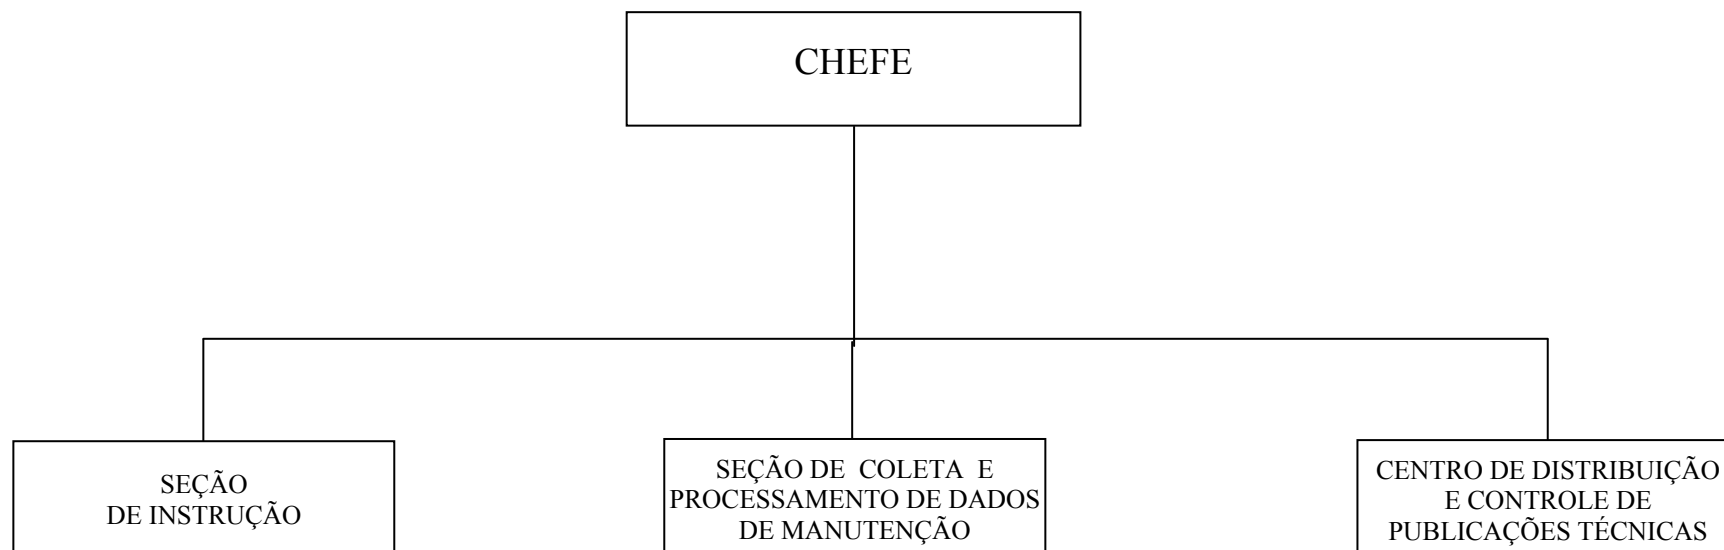 CHEFE
SEÇÃO
DE INSTRUÇÃO
SEÇÃO DE COLETA E
PROCESSAMENTO DE DADOS
DE MANUTENÇÃO
CENTRO DE DISTRIBUIÇÃO
E CONTROLE DE
PUBLICAÇÕES TÉCNICAS